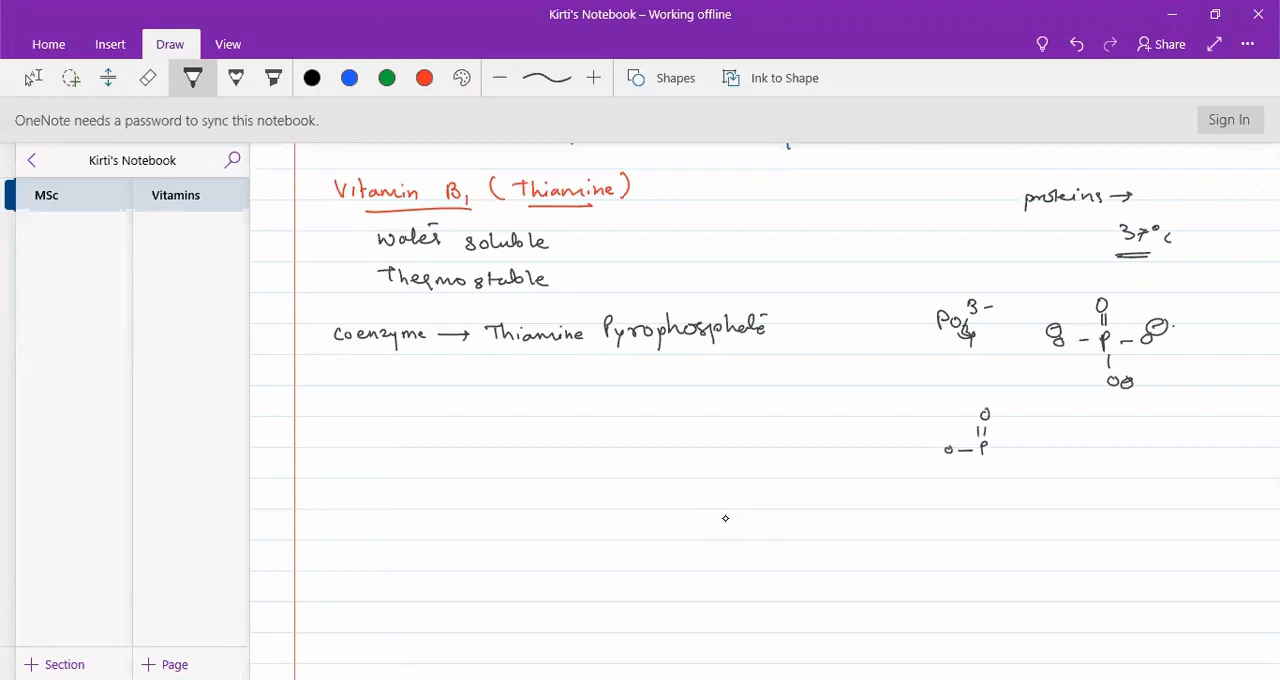 Kirti's Notebook – Working offline
Home Insert Draw View
Share
Shapes Ink to Shape
OneNote needs a password to sync this notebook.
Sign In
Kirti's Notebook
MSc Vitamins
Vitamin B1 (Thiamine)
water soluble
Thermostable
Coenzyme → Thiamine Pyrophosphate
proteins →
37°C
PO4 3-
O
O - P - O
O
O
O - P
+ Section + Page